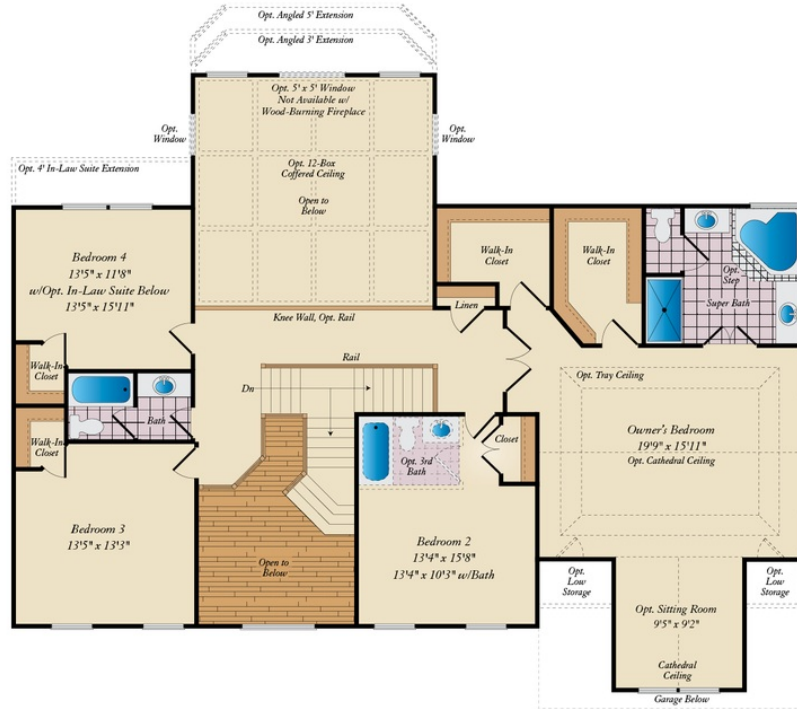 Opt. Angled 5' Extension
Opt. Angled 3' Extension
Opt. 5' x 5' Window
Not Available w/
Wood-Burning Fireplace
Opt.
Window
Opt.
Window
Opt. 12-Box
Coffered Ceiling
Open to
Below
Opt. 4' In-Law Suite Extension
Bedroom 4
13'5" x 11'8"
w/Opt. In-Law Suite Below
13'5" x 15'11"
Walk-In
Closet
Walk-In
Closet
Opt.
Step
Super Bath
Linen
Knee Wall, Opt. Rail
Rail
Dn
Walk-In
Closet
Bath
Walk-In
Closet
Opt. Tray Ceiling
Owner's Bedroom
19'9" x 15'11"
Opt. Cathedral Ceiling
Closet
Opt. 3rd
Bath
Bedroom 3
13'5" x 13'3"
Open to
Below
Bedroom 2
13'4" x 15'8"
13'4" x 10'3" w/Bath
Opt.
Low
Storage
Opt.
Low
Storage
Opt. Sitting Room
9'5" x 9'2"
Cathedral
Ceiling
Garage Below